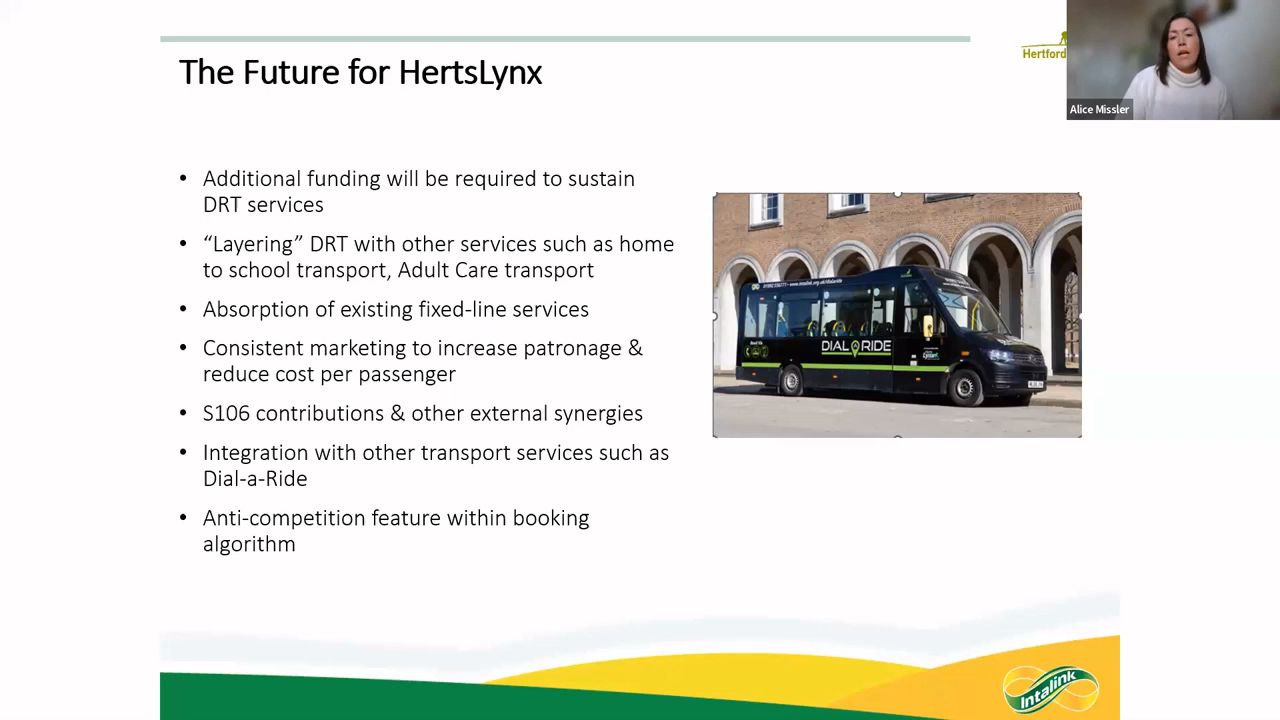 The Future for HertsLynx
Hertford
Alice Missler
• Additional funding will be required to sustain
DRT services
• “Layering” DRT with other services such as home
to school transport, Adult Care transport
• Absorption of existing fixed-line services
• Consistent marketing to increase patronage &
reduce cost per passenger
• S106 contributions & other external synergies
• Integration with other transport services such as
Dial-a-Ride
• Anti-competition feature within booking
algorithm
DIAL A RIDE
Intalink